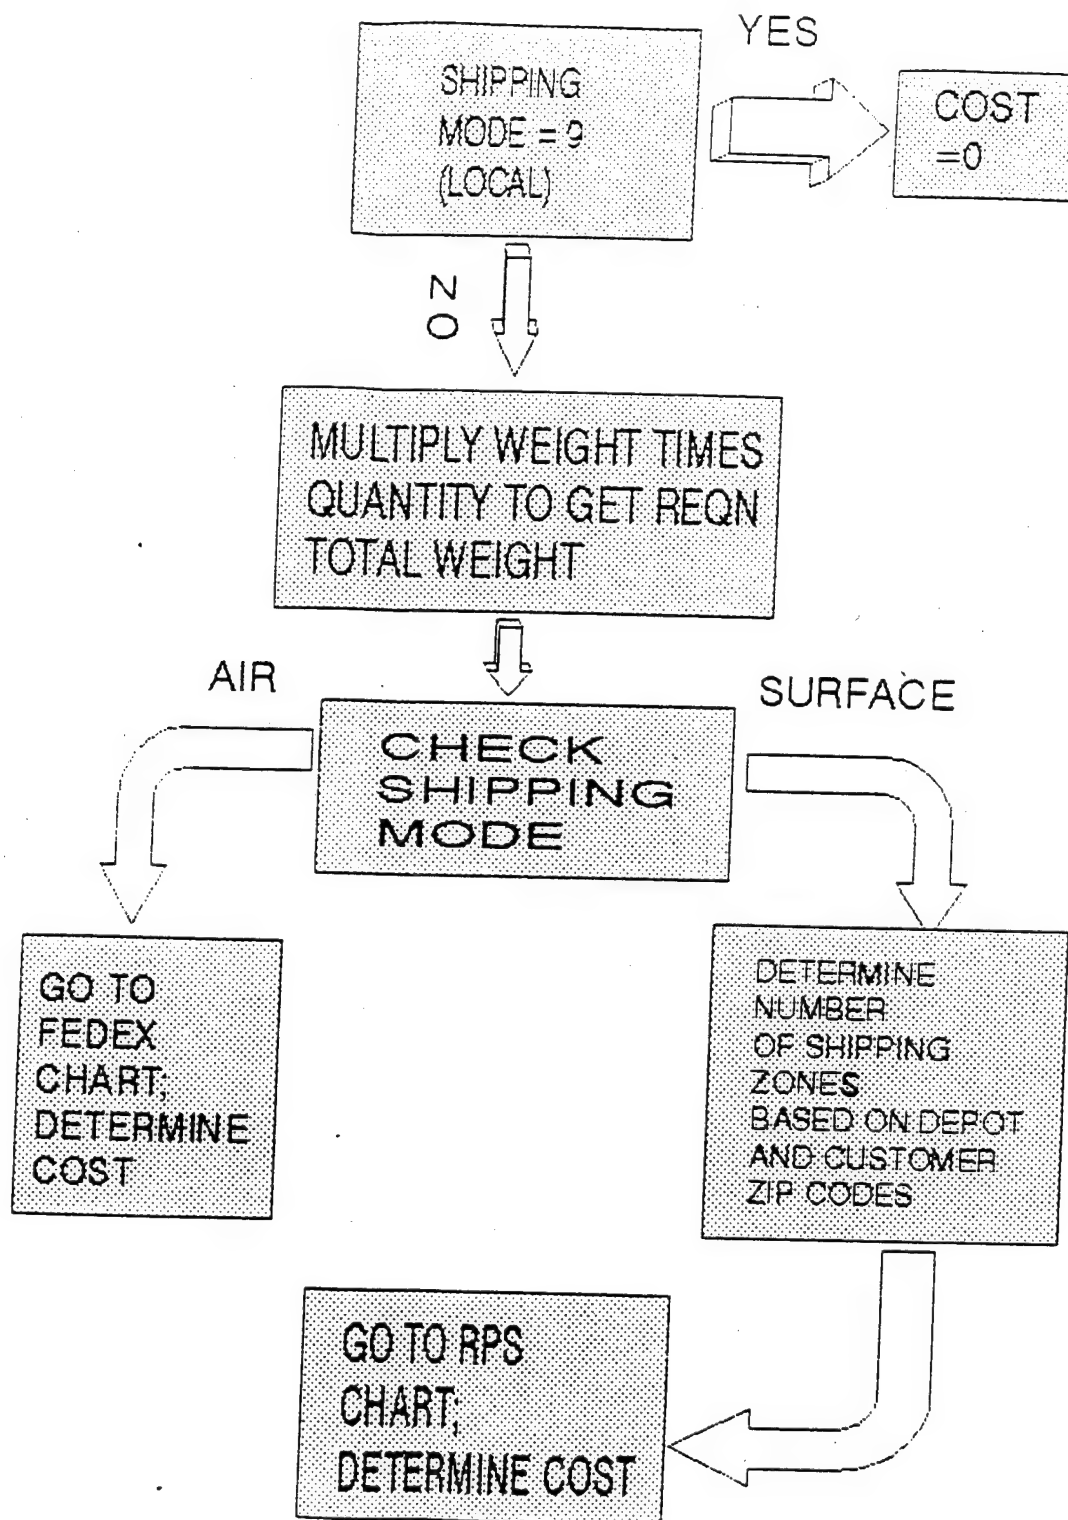 SHIPPING
MODE = 9
(LOCAL)
YES
COST
=0
NO
MULTIPLY WEIGHT TIMES
QUANTITY TO GET REQN
TOTAL WEIGHT
AIR
SURFACE
CHECK
SHIPPING
MODE
GO TO
FEDEX
CHART;
DETERMINE
COST
DETERMINE
NUMBER
OF SHIPPING
ZONES
BASED ON DEPOT
AND CUSTOMER
ZIP CODES
GO TO RPS
CHART;
DETERMINE COST